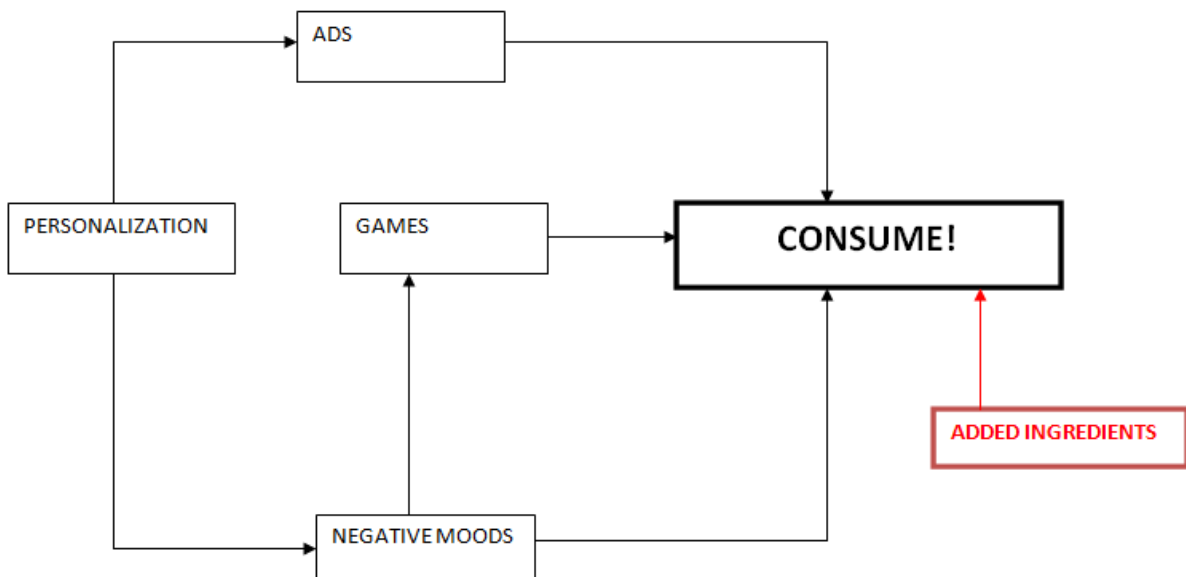 ADS
PERSONALIZATION
GAMES
CONSUME!
ADDED INGREDIENTS
NEGATIVE MOODS